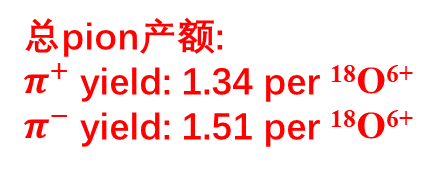 总pion产额:
π⁺ yield: 1.34 per ¹⁸O⁶⁺
π⁻ yield: 1.51 per ¹⁸O⁶⁺